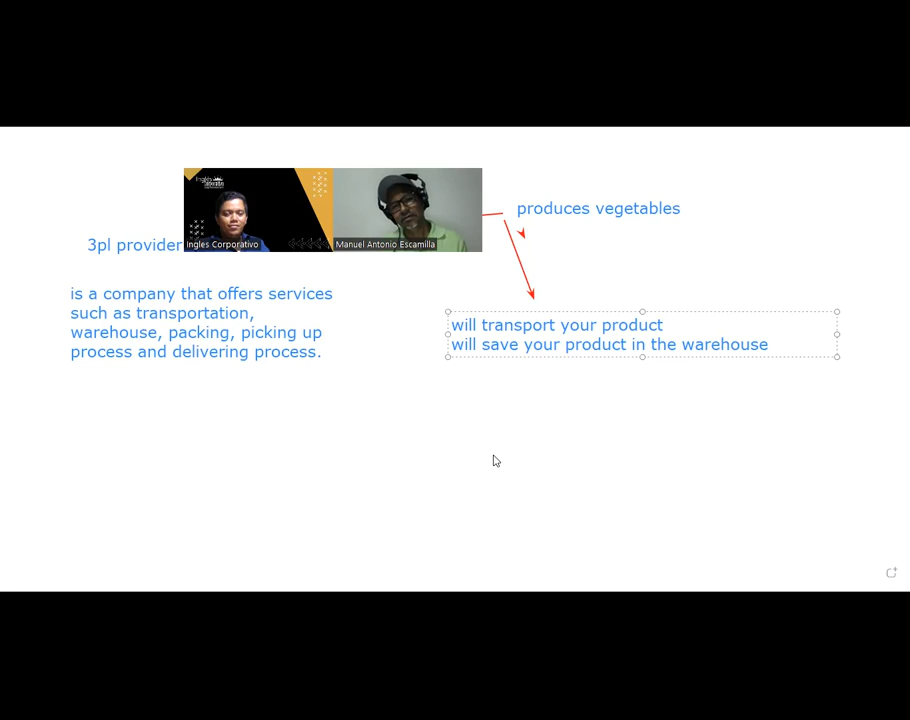 Ingles
Ingles Corporativo
Manuel Antonio Escamilla
produces vegetables
3pl provider
is a company that offers services
such as transportation,
warehouse, packing, picking up
process and delivering process.
will transport your product
will save your product in the warehouse